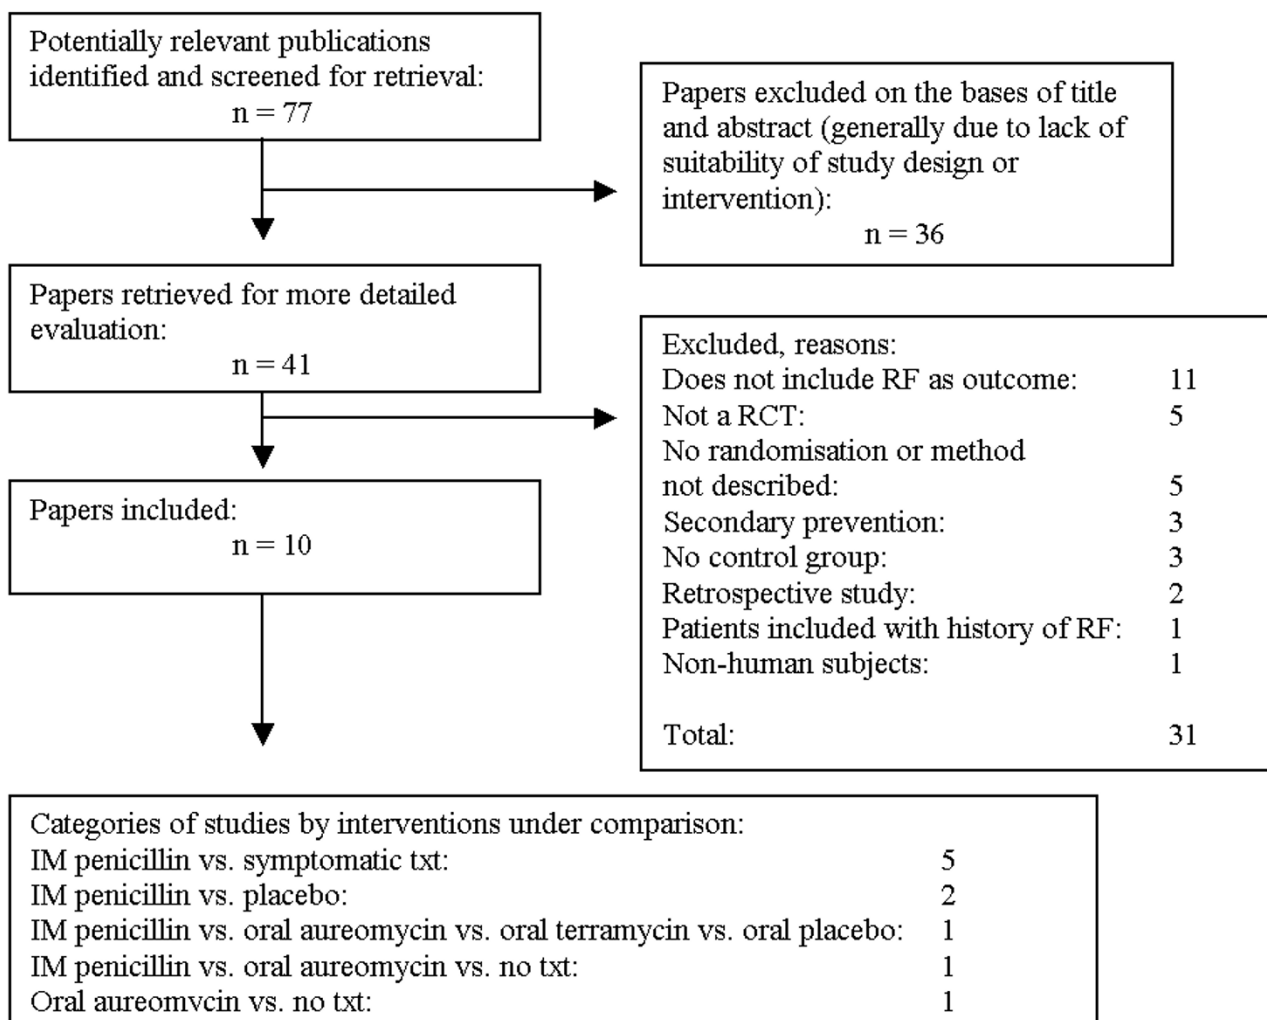 Potentially relevant publications
identified and screened for retrieval:
n = 77
Papers excluded on the bases of title
and abstract (generally due to lack of
suitability of study design or
intervention):
n = 36
Papers retrieved for more detailed
evaluation:
n = 41
Excluded, reasons:
Does not include RF as outcome: 11
Not a RCT: 5
No randomisation or method
not described: 5
Secondary prevention: 3
No control group: 3
Retrospective study: 2
Patients included with history of RF: 1
Non-human subjects: 1
Total: 31
Papers included:
n = 10
Categories of studies by interventions under comparison:
IM penicillin vs. symptomatic txt: 5
IM penicillin vs. placebo: 2
IM penicillin vs. oral aureomycin vs. oral terramycin vs. oral placebo: 1
IM penicillin vs. oral aureomycin vs. no txt: 1
Oral aureomycin vs. no txt: 1